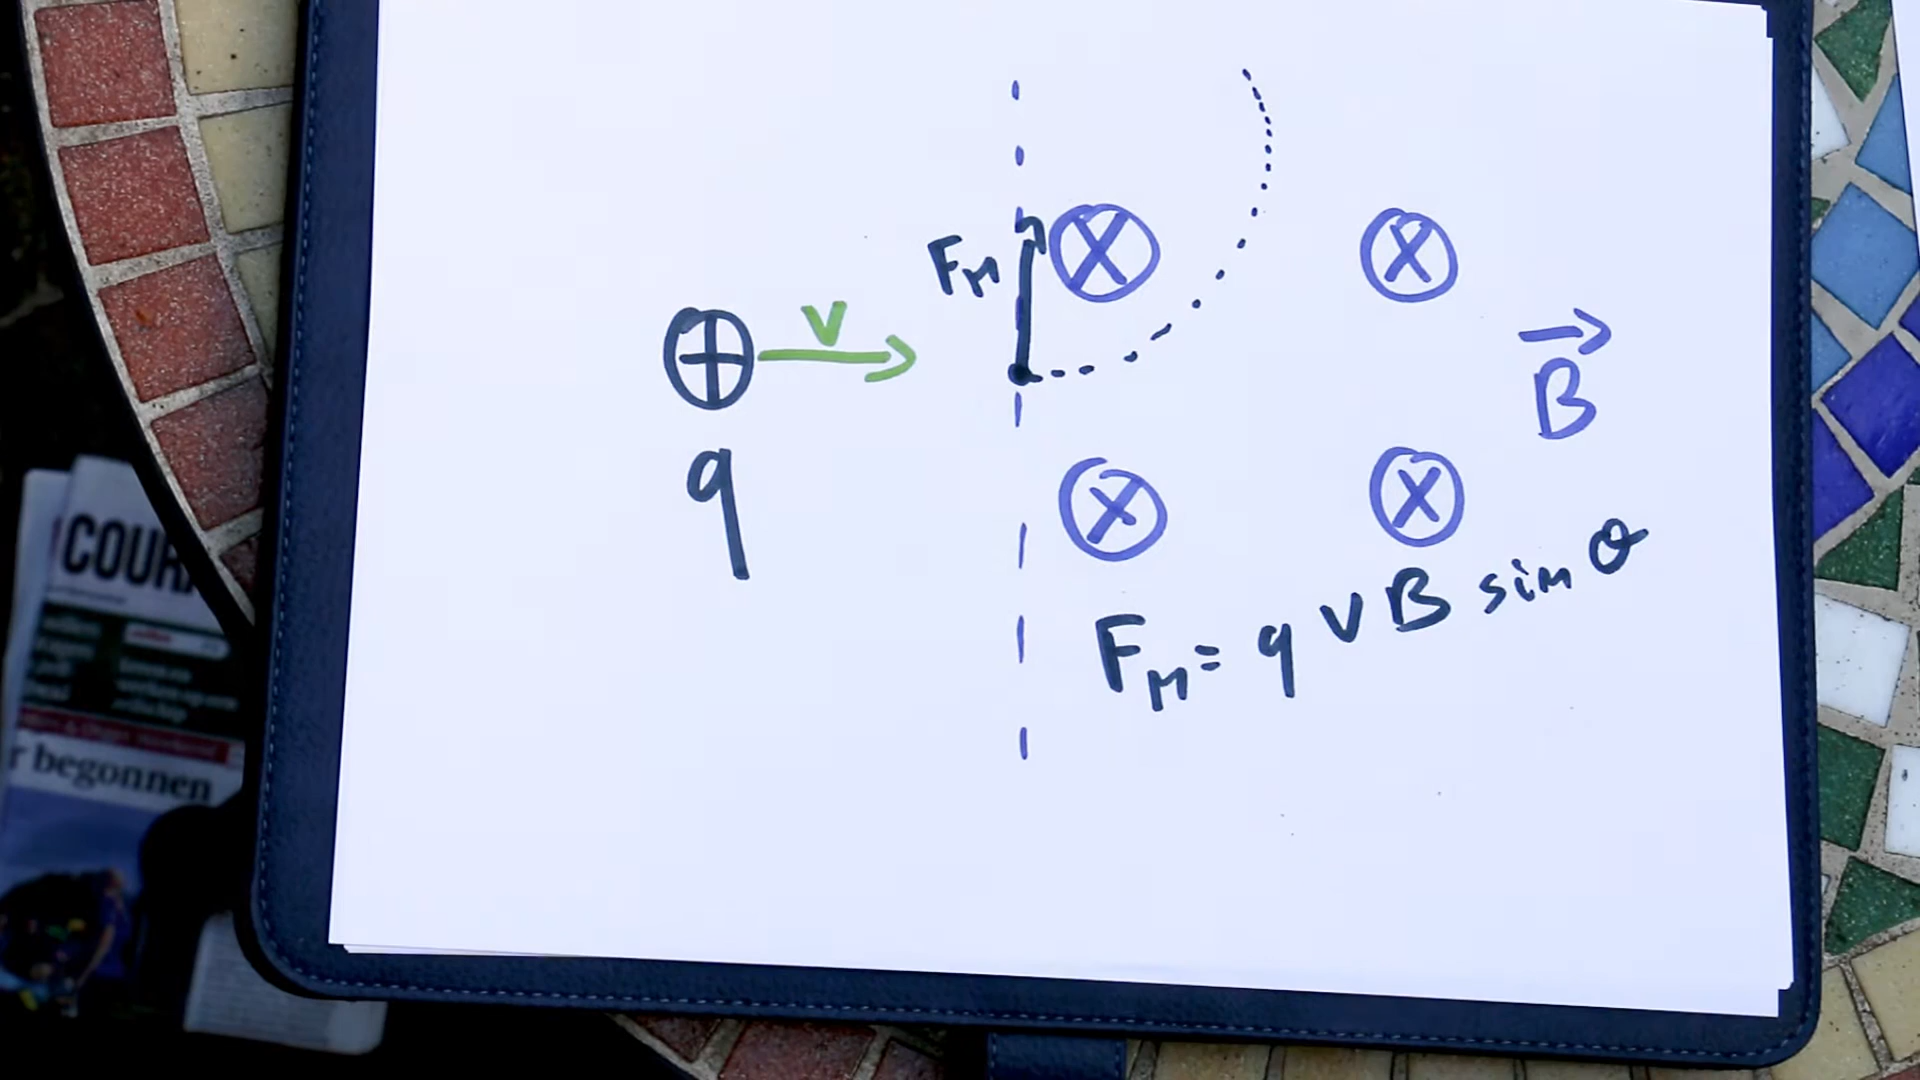 F_M
v
q
B
F_M = q v B sin θ
COUR
r begonnen